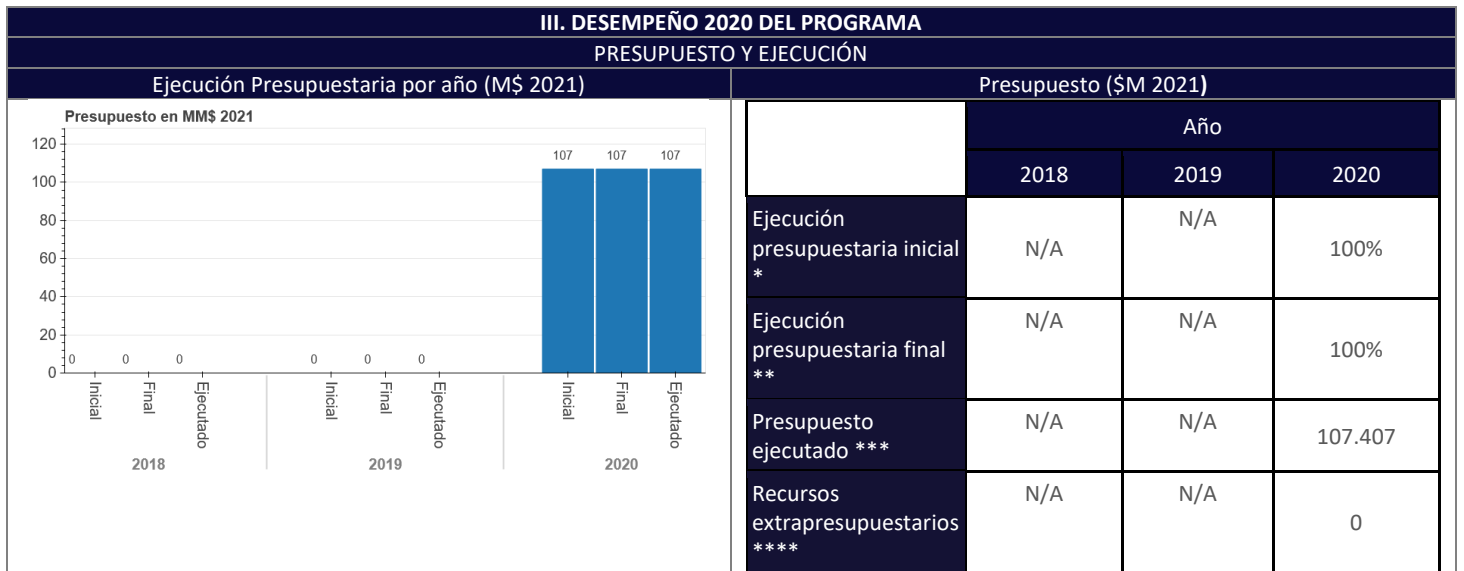 III. DESEMPEÑO 2020 DEL PROGRAMA
PRESUPUESTO Y EJECUCIÓN
Ejecución Presupuestaria por año (M$ 2021)
Presupuesto ($M 2021)
Presupuesto en MM$ 2021
120
100
80
60
40
20
0
0 0 0
0 0 0
107 107 107
Inicial Final Ejecutado
Inicial Final Ejecutado
Inicial Final Ejecutado
2018 2019 2020
Año
2018 2019 2020
Ejecución
presupuestaria inicial
*
N/A N/A 100%
Ejecución
presupuestaria final
**
N/A N/A 100%
Presupuesto
ejecutado ***
N/A N/A 107.407
Recursos
extrapresupuestarios
****
N/A N/A 0